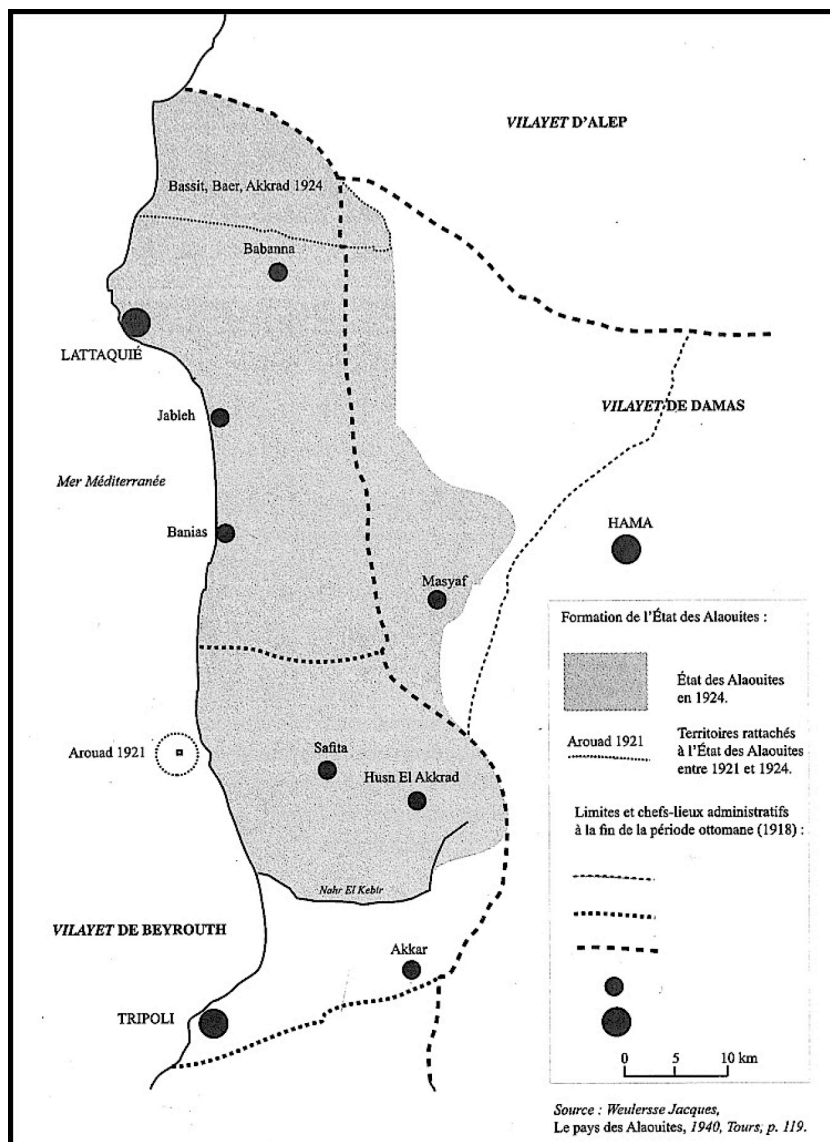 VILAYET D'ALEP
Bassit, Baer, Akkrad 1924
Babanna
LATTAQUIÉ
Jableh
VILAYET DE DAMAS
Mer Méditerranée
Banias
HAMA
Masyaf
Formation de l'État des Alaouites :
État des Alaouites
en 1924.
Arouad 1921
Safita
Husn El Akkrad
Arouad 1921
Territoires rattachés
à l'État des Alaouites
entre 1921 et 1924.
Limites et chefs-lieux administratifs
à la fin de la période ottomane (1918) :
Nahr El Kebir
VILAYET DE BEYROUTH
Akkar
TRIPOLI
0 5 10 km
Source : Weulersse Jacques,
Le pays des Alaouites, 1940, Tours, p. 119.